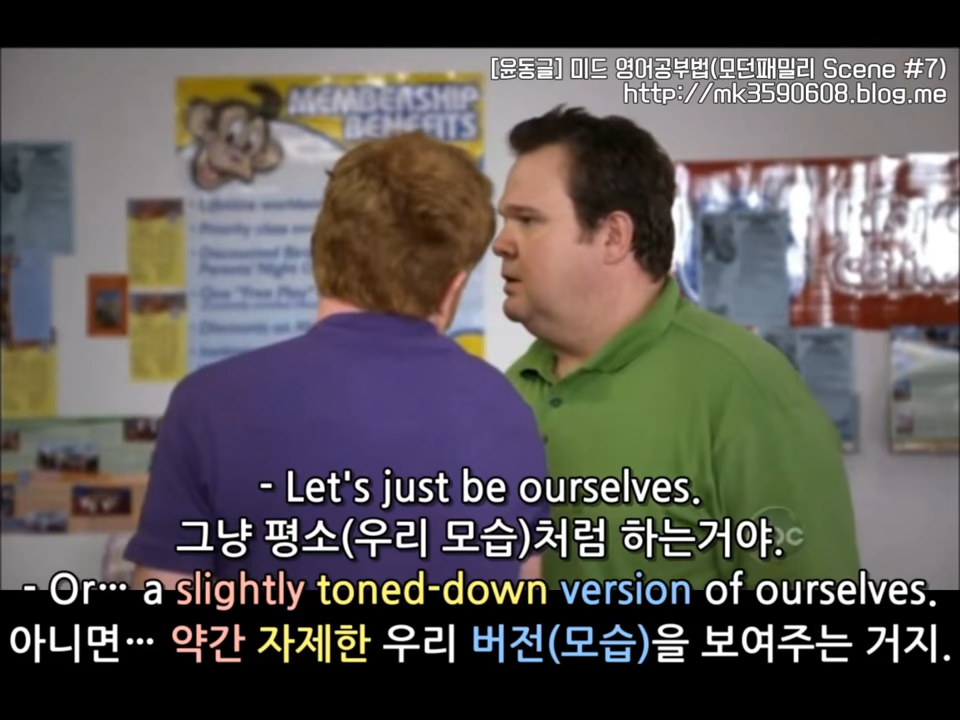 [윤동글] 미드 영어공부법(모던패밀리 Scene #7)
http://mk3590608.blog.me
MEMBERSHIP
BENEFITS
- Let's just be ourselves.
그냥 평소(우리 모습)처럼 하는거야.
- Or… a slightly toned-down version of ourselves.
아니면… 약간 자제한 우리 버전(모습)을 보여주는 거지.